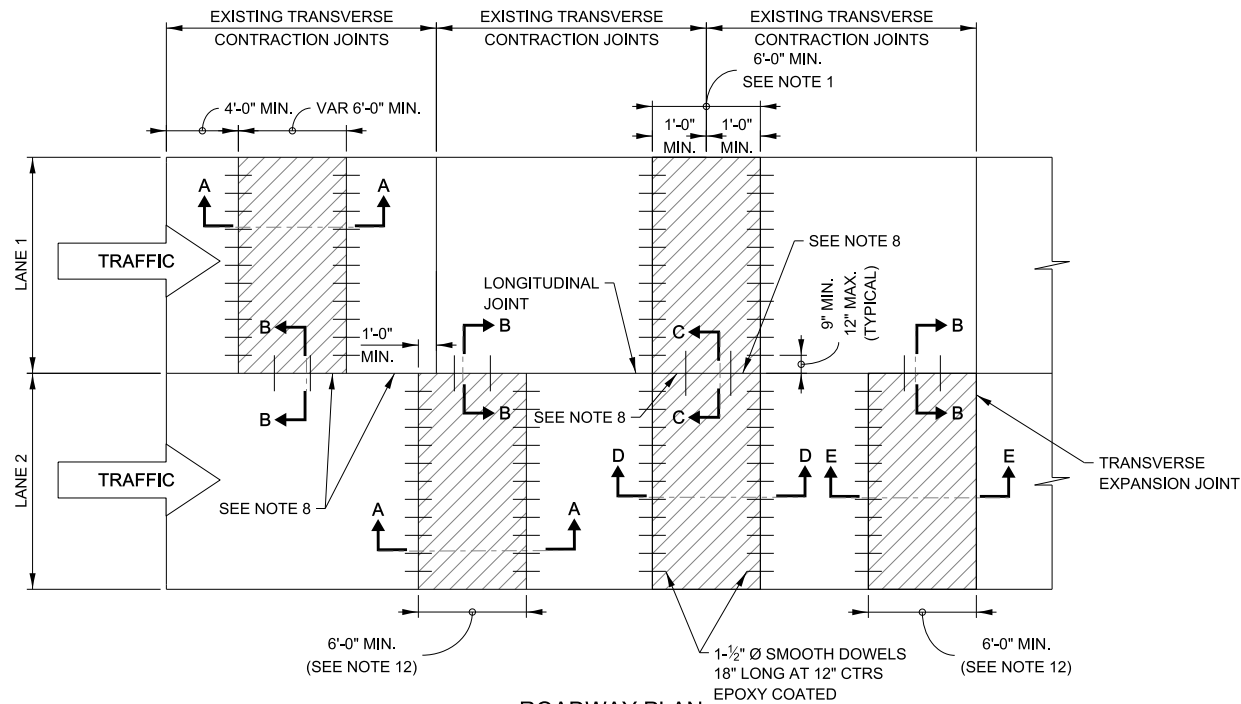 EXISTING TRANSVERSE
CONTRACTION JOINTS
EXISTING TRANSVERSE
CONTRACTION JOINTS
EXISTING TRANSVERSE
CONTRACTION JOINTS
6'-0" MIN.
SEE NOTE 1
4'-0" MIN.
VAR 6'-0" MIN.
1'-0"
MIN.
1'-0"
MIN.
A
A
LANE 1
TRAFFIC
SEE NOTE 8
LONGITUDINAL
JOINT
9" MIN.
12" MAX.
(TYPICAL)
B
B
C
B
1'-0"
MIN.
B
B
C
B
SEE NOTE 8
LANE 2
TRAFFIC
SEE NOTE 8
D
D
E
E
TRANSVERSE
EXPANSION JOINT
A
A
6'-0" MIN.
(SEE NOTE 12)
1-½" Ø SMOOTH DOWELS
18" LONG AT 12" CTRS
EPOXY COATED
6'-0" MIN.
(SEE NOTE 12)
ROADWAY PLAN